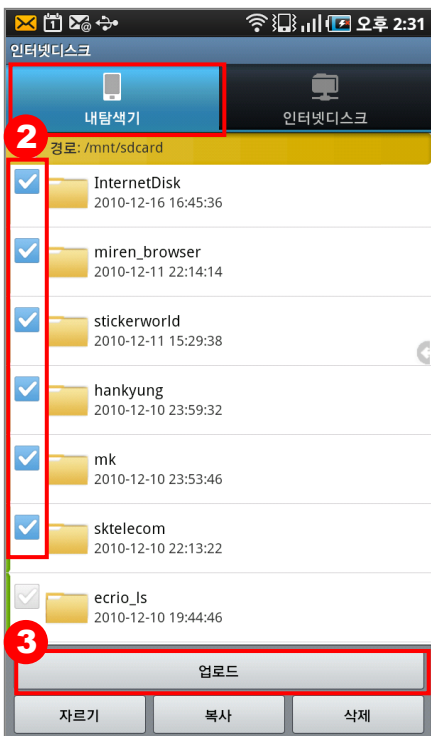 오후 2:31
인터넷디스크
내탐색기
인터넷디스크
2
경로: /mnt/sdcard
InternetDisk
2010-12-16 16:45:36
miren_browser
2010-12-11 22:14:14
stickerworld
2010-12-11 15:29:38
hankyung
2010-12-10 23:59:32
mk
2010-12-10 23:53:46
sktelecom
2010-12-10 22:13:22
ecrio_ls
2010-12-10 19:44:46
3
업로드
자르기 복사 삭제